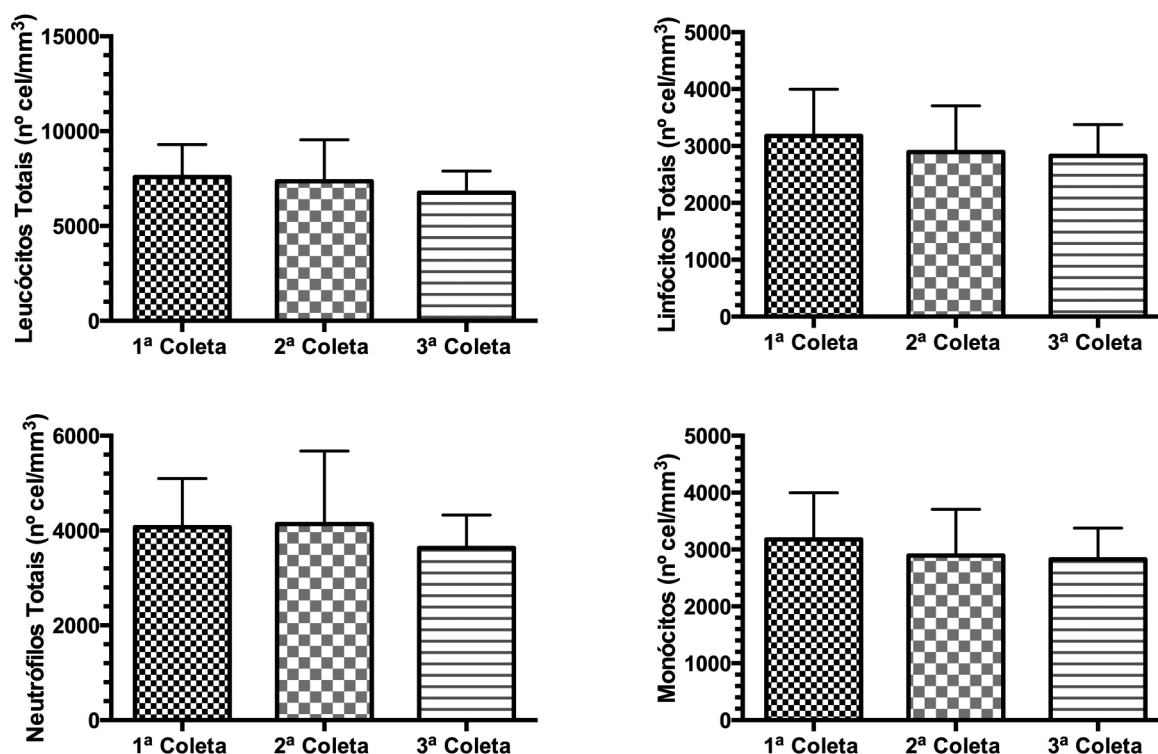 Leucócitos Totais (nº cel/mm³)
15000
10000
5000
0
1ª Coleta 2ª Coleta 3ª Coleta
Linfócitos Totais (nº cel/mm³)
5000
4000
3000
2000
1000
0
1ª Coleta 2ª Coleta 3ª Coleta
Neutrófilos Totais (nº cel/mm³)
6000
4000
2000
0
1ª Coleta 2ª Coleta 3ª Coleta
Monócitos (nº cel/mm³)
5000
4000
3000
2000
1000
0
1ª Coleta 2ª Coleta 3ª Coleta